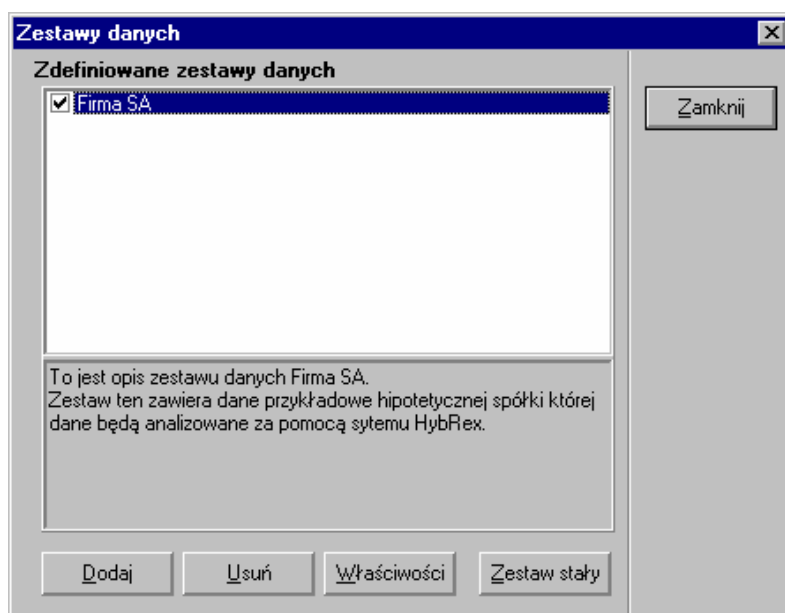 Zestawy danych
Zdefiniowane zestawy danych
Firma SA
Zamknij
To jest opis zestawu danych Firma SA.
Zestaw ten zawiera dane przykładowe hipotetycznej spółki której
dane będą analizowane za pomocą sytemu HybRex.
Dodaj
Usuń
Właściwości
Zestaw stały